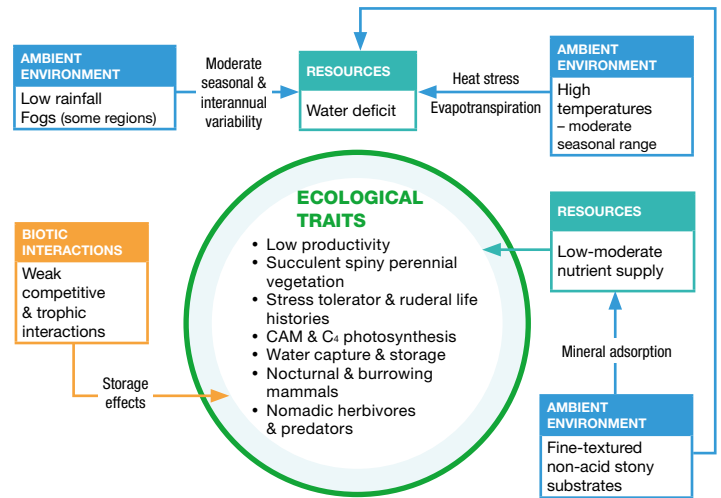 AMBIENT
ENVIRONMENT
Low rainfall
Fogs (some regions)
Moderate
seasonal &
interannual
variability
RESOURCES
Water deficit
Heat stress
Evapotranspiration
AMBIENT
ENVIRONMENT
High
temperatures
– moderate
seasonal range
BIOTIC
INTERACTIONS
Weak
competitive
& trophic
interactions
Storage
effects
ECOLOGICAL
TRAITS
• Low productivity
• Succulent spiny perennial
vegetation
• Stress tolerator & ruderal life
histories
• CAM & C₄ photosynthesis
• Water capture & storage
• Nocturnal & burrowing
mammals
• Nomadic herbivores
& predators
RESOURCES
Low-moderate
nutrient supply
Mineral adsorption
AMBIENT
ENVIRONMENT
Fine-textured
non-acid stony
substrates